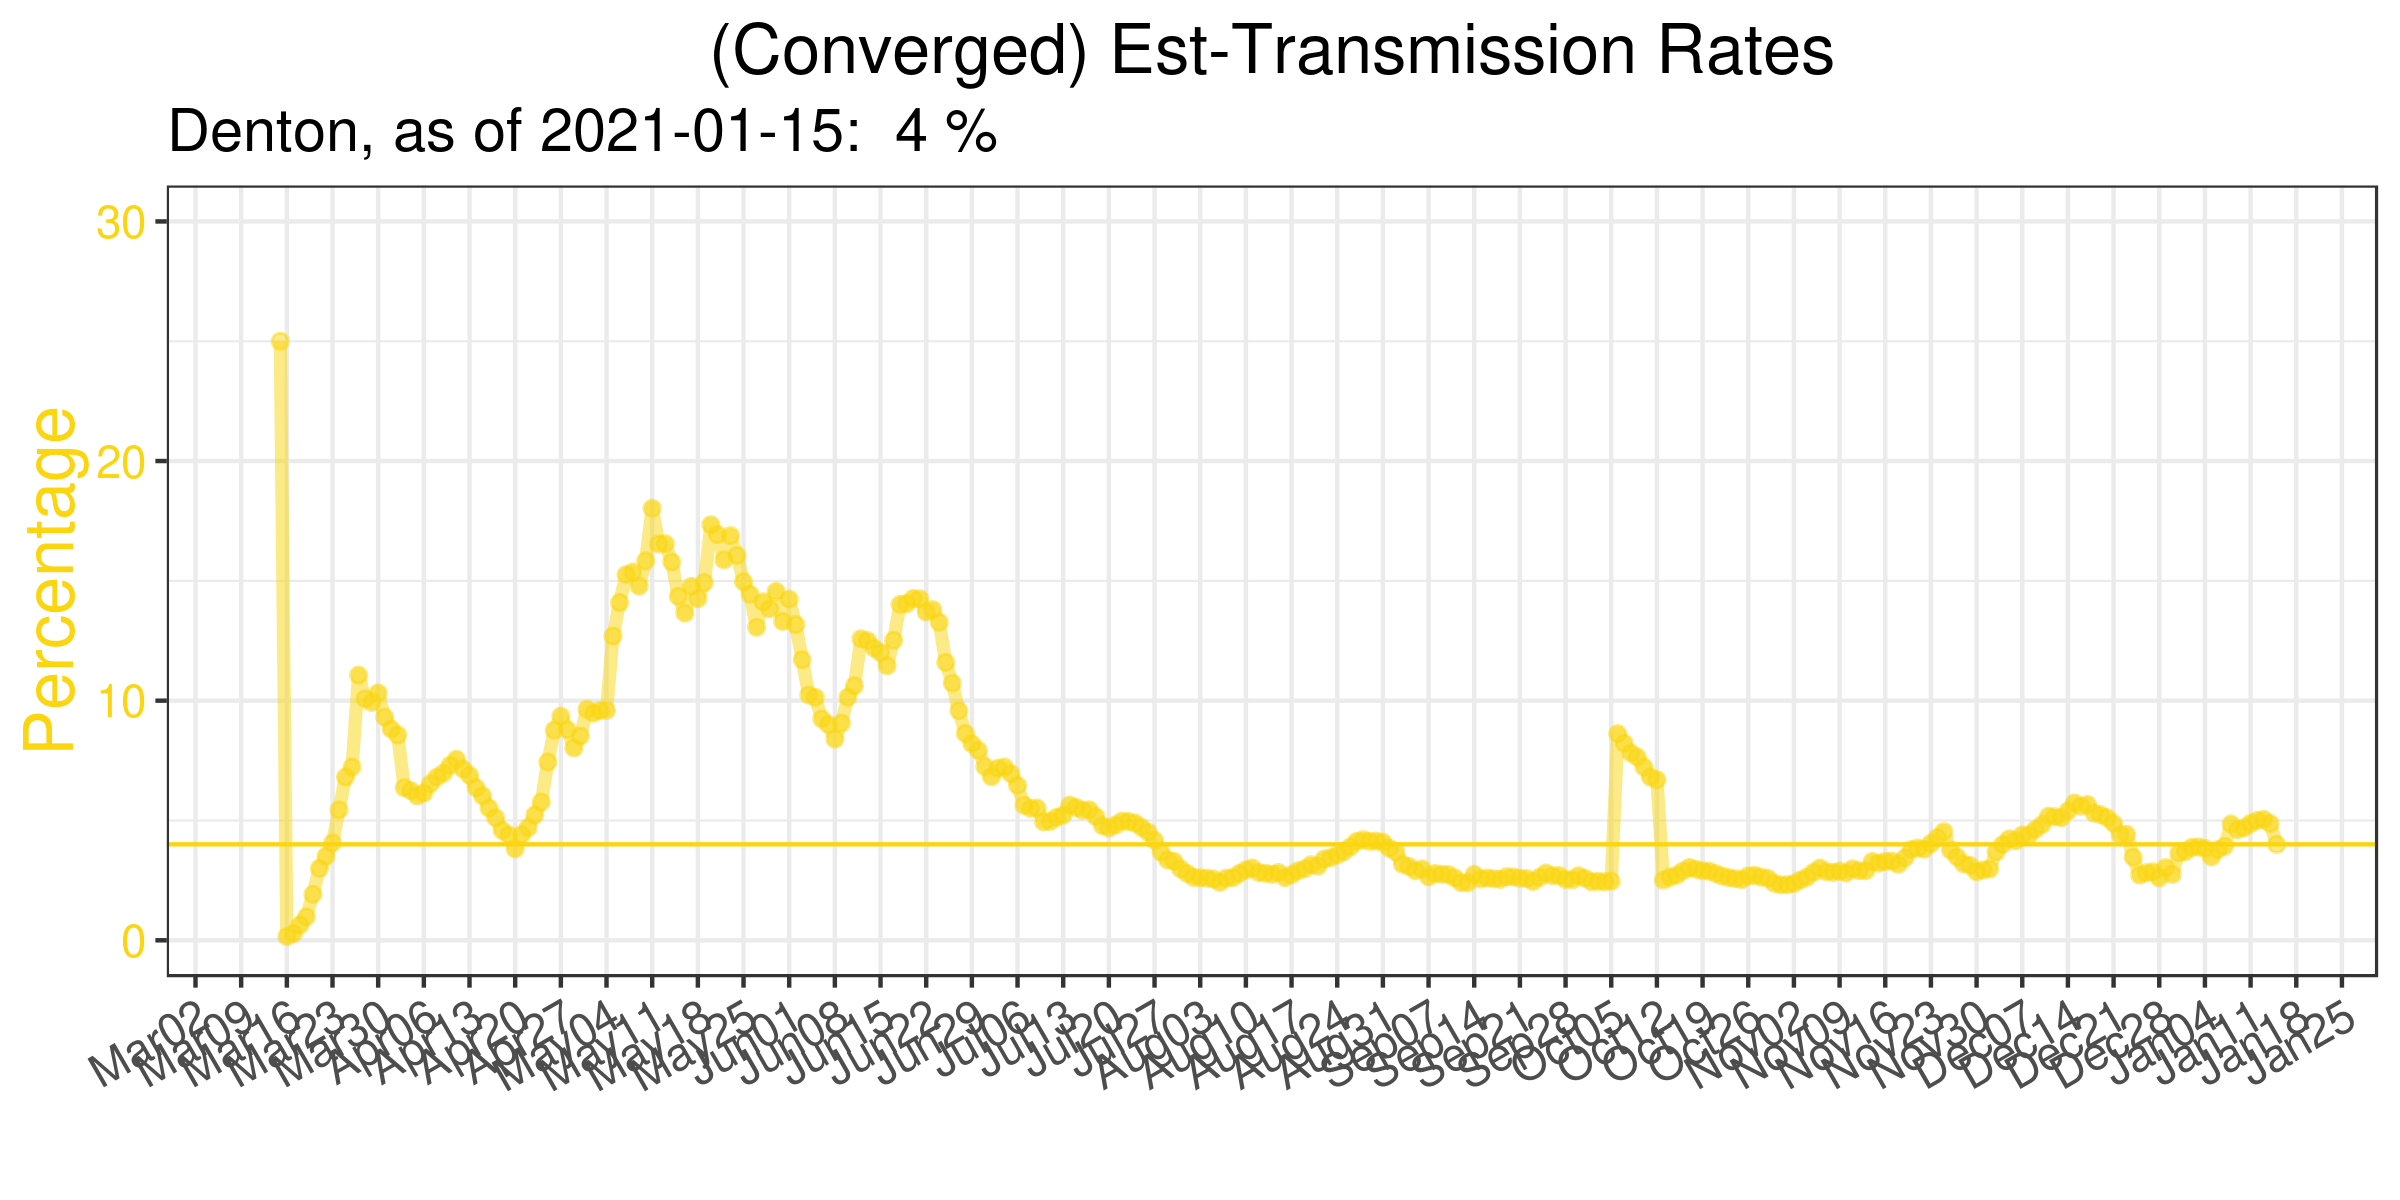 (Converged) Est-Transmission Rates
Denton, as of 2021-01-15:  4 %
Percentage
30
20
10
0
Mar02
Mar09
Mar16
Mar23
Mar30
Apr06
Apr13
Apr20
Apr27
May04
May11
May18
May25
Jun01
Jun08
Jun15
Jun22
Jun29
Jul06
Jul13
Jul20
Jul27
Aug03
Aug10
Aug17
Aug24
Aug31
Sep07
Sep14
Sep21
Sep28
Oct05
Oct12
Oct19
Oct26
Nov02
Nov09
Nov16
Nov23
Nov30
Dec07
Dec14
Dec21
Dec28
Jan04
Jan11
Jan18
Jan25